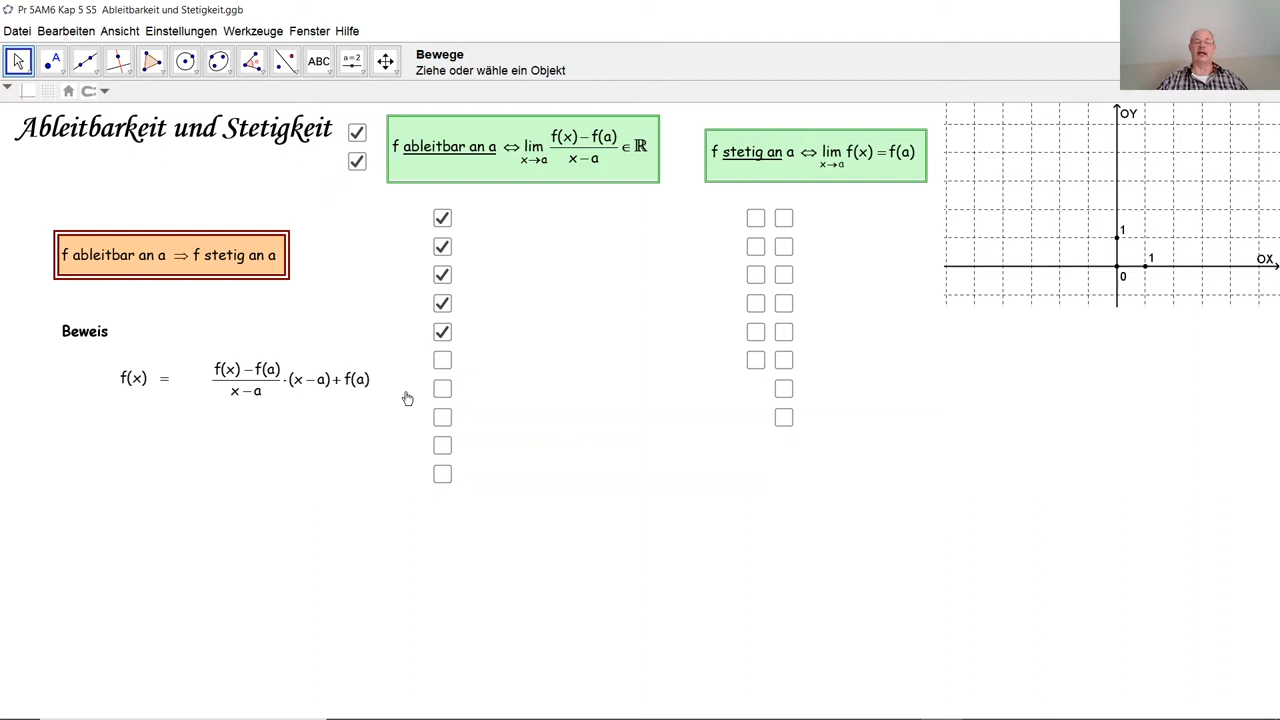 Pr 5AM6 Kap 5 S5  Ableitbarkeit und Stetigkeit.ggb
Datei Bearbeiten Ansicht Einstellungen Werkzeuge Fenster Hilfe
A
ABC
a=2
Bewege
Ziehe oder wähle ein Objekt
Ableitbarkeit und Stetigkeit
f ableitbar an a ⇔ lim x→a (f(x) − f(a))/(x − a) ∈ ℝ
f stetig an a ⇔ lim x→a f(x) = f(a)
OY
1
1
OX
0
f ableitbar an a ⇒ f stetig an a
Beweis
f(x) = (f(x) − f(a))/(x − a) · (x − a) + f(a)